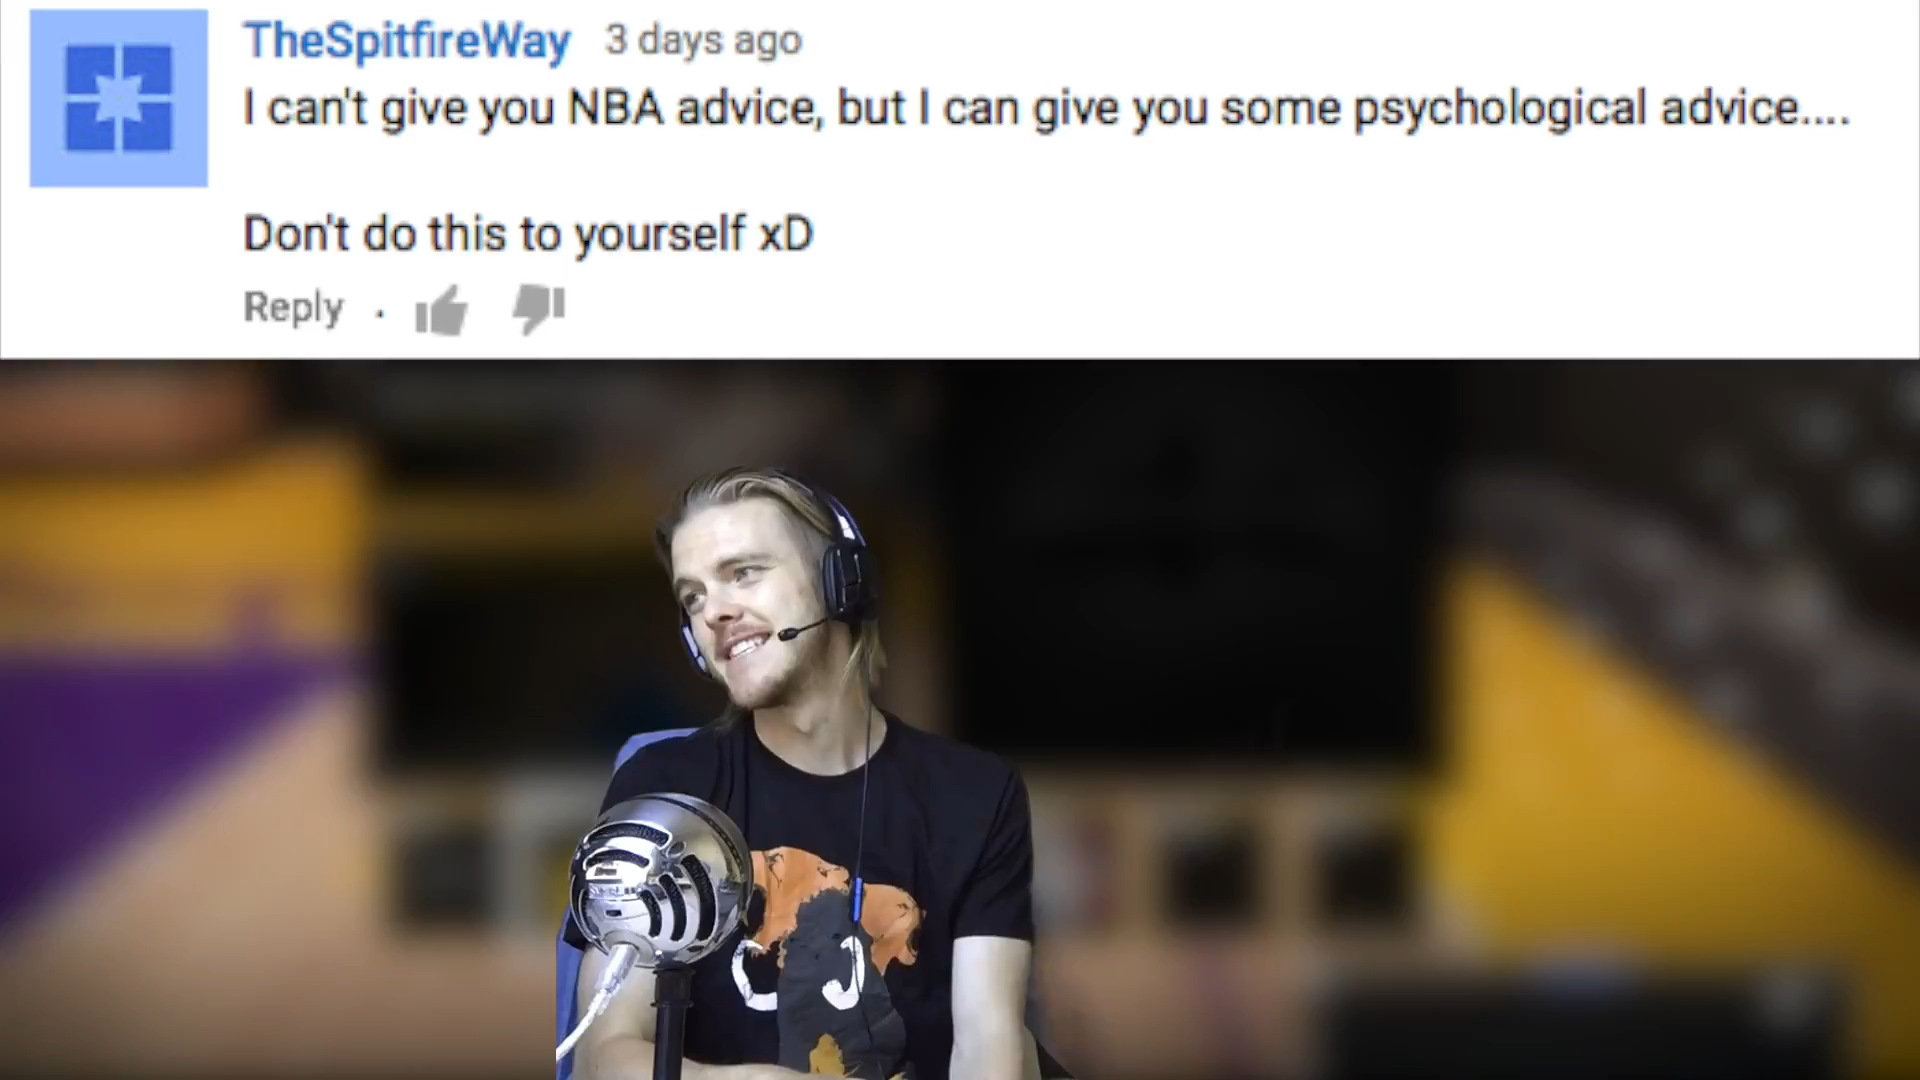 TheSpitfireWay 3 days ago
I can't give you NBA advice, but I can give you some psychological advice....
Don't do this to yourself xD
Reply ·